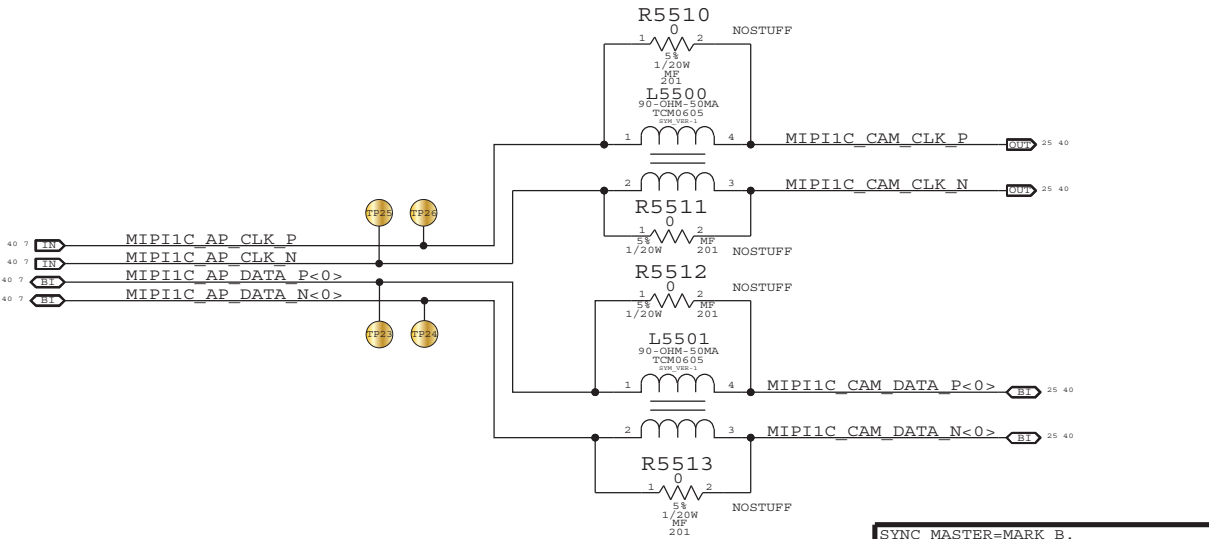 R5510
0
NOSTUFF
1 2
5%
1/20W
MF
201
L5500
90-OHM-50MA
TCM0605
SYM_VER-1
1 4 MIPI1C_CAM_CLK_P OUT 25 40
2 3 MIPI1C_CAM_CLK_N OUT 25 40
R5511
0
1 2
5% MF
1/20W 201 NOSTUFF
TP25 TP26
40 7 IN MIPI1C_AP_CLK_P
40 7 IN MIPI1C_AP_CLK_N
40 7 BI MIPI1C_AP_DATA_P<0>
40 7 BI MIPI1C_AP_DATA_N<0>
TP23 TP24
R5512
0
NOSTUFF
1 2
5% MF
1/20W 201
L5501
90-OHM-50MA
TCM0605
SYM_VER-1
1 4 MIPI1C_CAM_DATA_P<0> BI 25 40
2 3 MIPI1C_CAM_DATA_N<0> BI 25 40
R5513
0
1 2
5%
1/20W
MF
201
NOSTUFF
SYNC MASTER=MARK B.